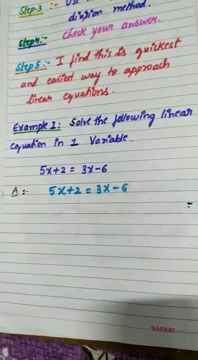 Step 3 :- Us
division method.
Step 4:- Check your answer.
Step 5 :- I find this is quickest
and easiest way to approach
linear equations.
Example 1: Solve the following linear
equation in 1 Variable.
5x+2 = 3x-6
A :- 5x+2 = 3x-6
SAFARI